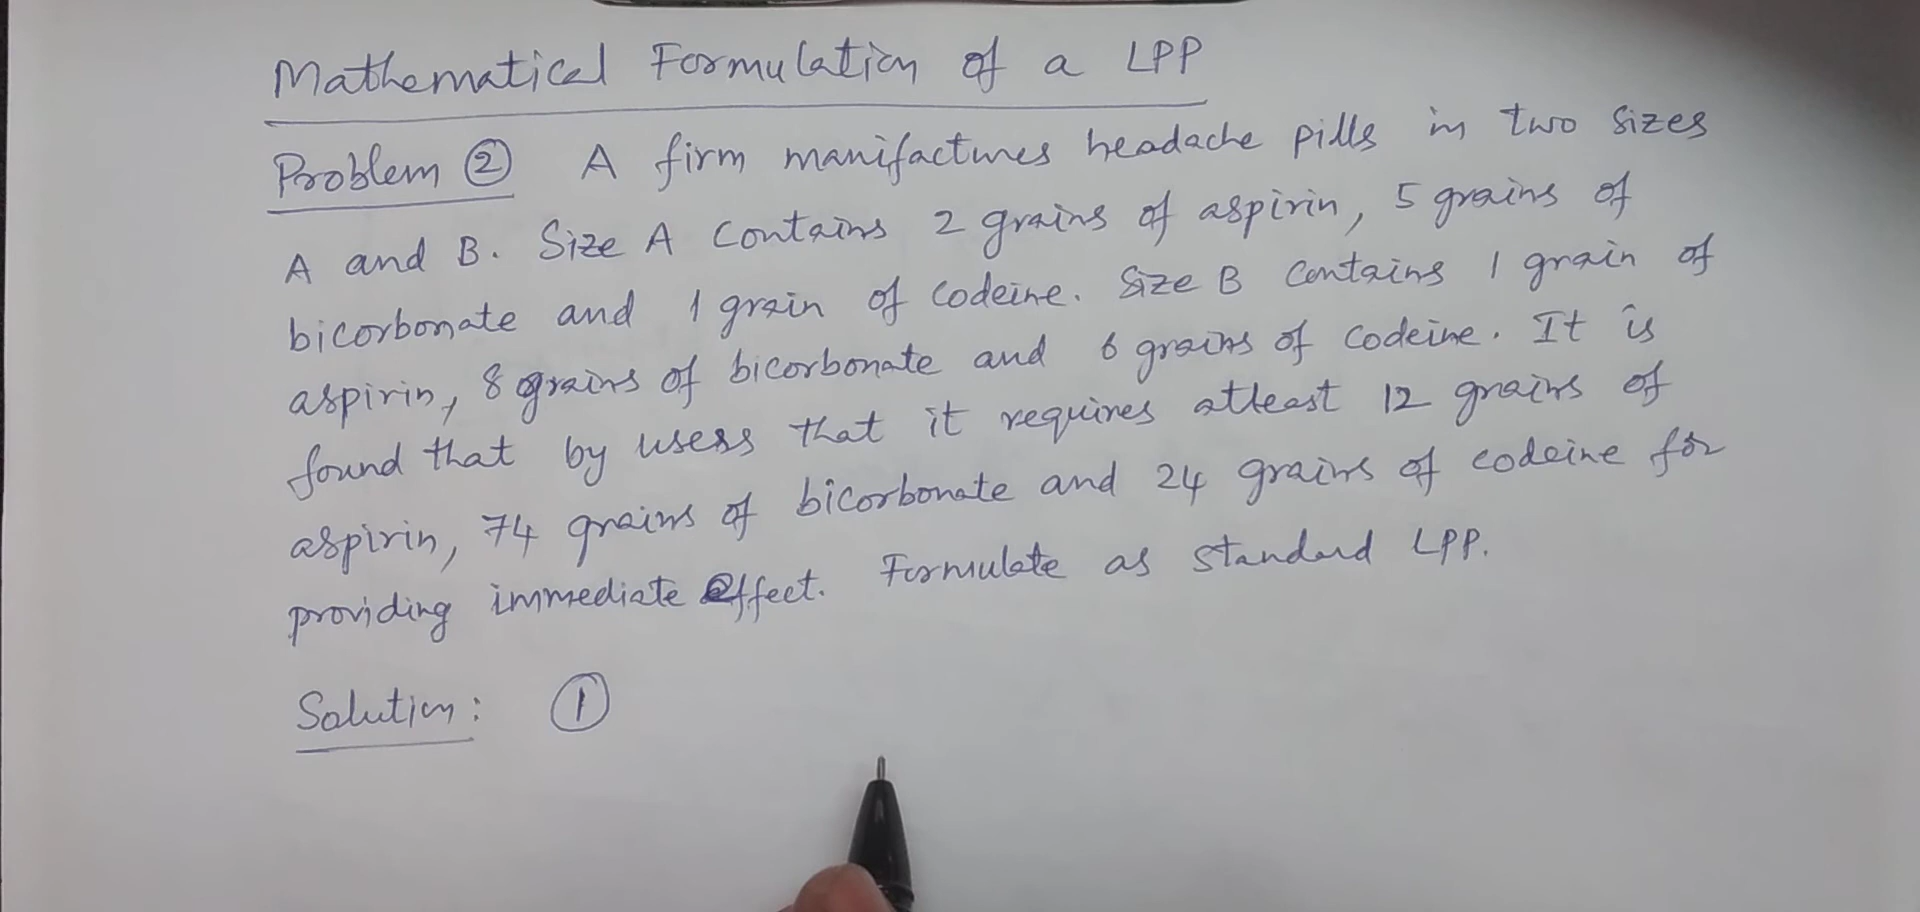 Mathematical Formulation of a LPP
Problem ② A firm manifactures headache pills in two sizes
A and B. Size A contains 2 grains of aspirin, 5 grains of
bicorbonate and 1 grain of codeine. Size B contains 1 grain of
aspirin, 8 grains of bicorbonate and 6 grains of codeine. It is
found that by usess that it requires atleast 12 grains of
aspirin, 74 grains of bicorbonate and 24 grains of codeine for
providing immediate effect. Formulate as standard LPP.
Solution: ①